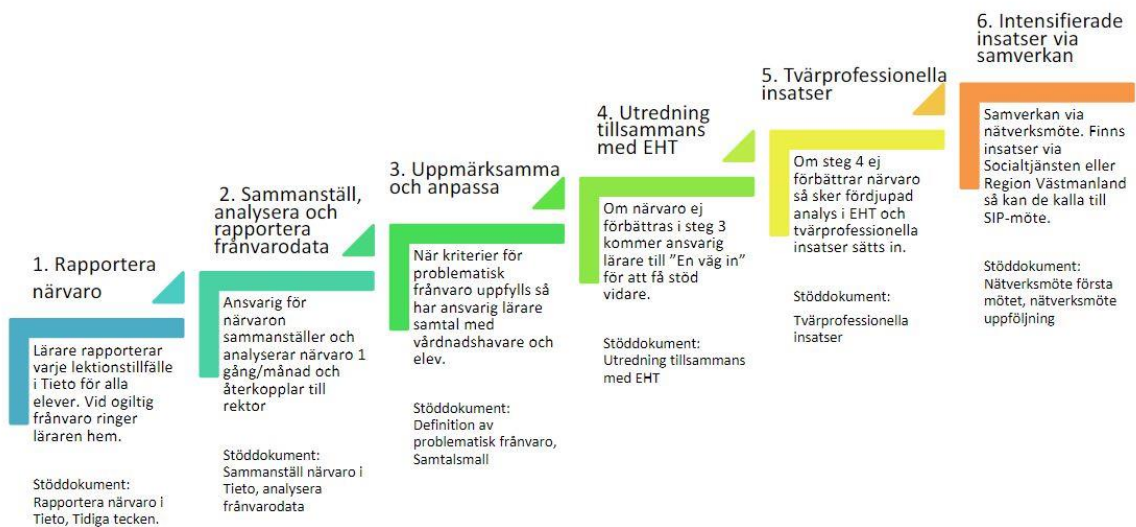 1. Rapportera
närvaro
Lärare rapporterar
varje lektionstillfälle
i Tieto för alla
elever. Vid ogiltig
frånvaro ringer
läraren hem.
Stöddokument:
Rapportera närvaro i
Tieto, Tidiga tecken.
2. Sammanställ,
analysera och
rapportera
frånvarodata
Ansvarig för
närvaron
sammanställer och
analyserar närvaro 1
gång/månad och
återkopplar till
rektor
Stöddokument:
Sammanställ närvaro i
Tieto, analysera
frånvarodata
3. Uppmärksamma
och anpassa
När kriterier för
problematisk
frånvaro uppfylls så
har ansvarig lärare
samtal med
vårdnadshavare och
elev.
Stöddokument:
Definition av
problematisk frånvaro,
Samtalsmall
4. Utredning
tillsammans
med EHT
Om närvaro ej
förbättras i steg 3
kommer ansvarig
lärare till ”En väg in”
för att få stöd
vidare.
Stöddokument:
Utredning tillsammans
med EHT
5. Tvärprofessionella
insatser
Om steg 4 ej
förbättrar närvaro
så sker fördjupad
analys i EHT och
tvärprofessionella
insatser sätts in.
Stöddokument:
Tvärprofessionella
insatser
6. Intensifierade
insatser via
samverkan
Samverkan via
nätverksmöte. Finns
insatser via
Socialtjänsten eller
Region Västmanland
så kan de kalla till
SIP-möte.
Stöddokument:
Nätverksmöte första
mötet, nätverksmöte
uppföljning